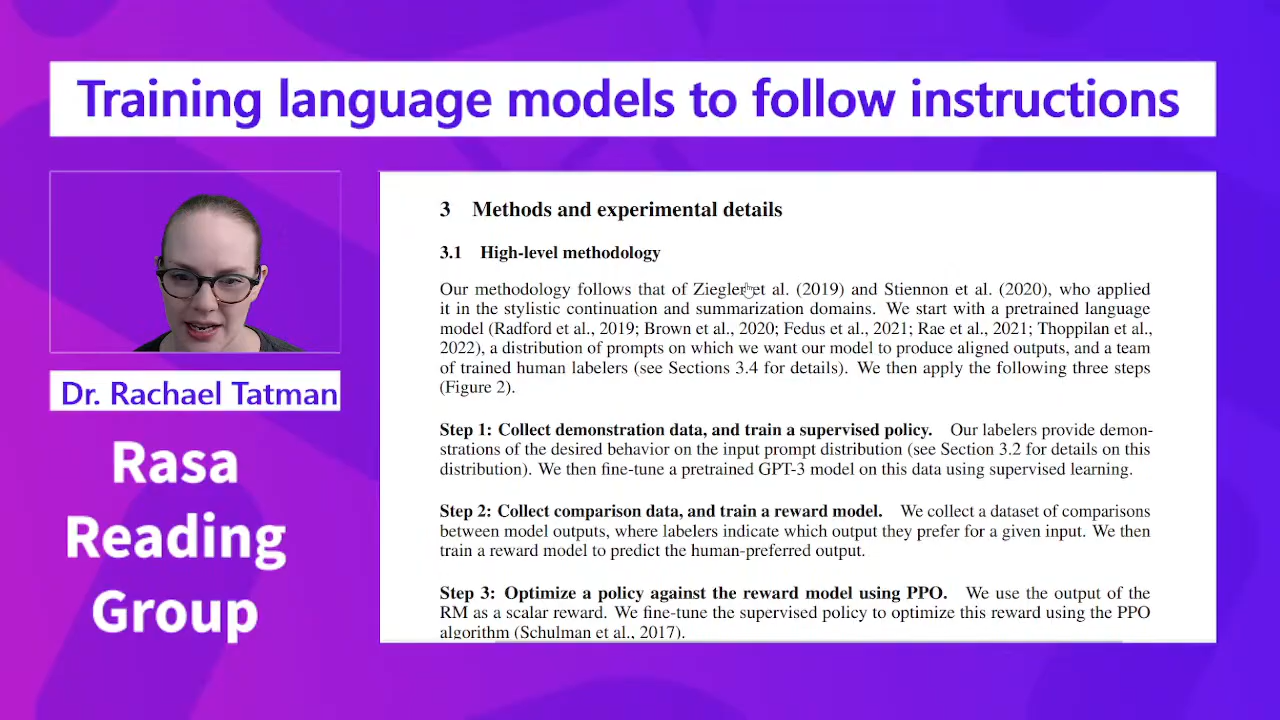 Training language models to follow instructions
Dr. Rachael Tatman
Rasa
Reading
Group
3 Methods and experimental details
3.1 High-level methodology
Our methodology follows that of Ziegler et al. (2019) and Stiennon et al. (2020), who applied
it in the stylistic continuation and summarization domains. We start with a pretrained language
model (Radford et al., 2019; Brown et al., 2020; Fedus et al., 2021; Rae et al., 2021; Thoppilan et al.,
2022), a distribution of prompts on which we want our model to produce aligned outputs, and a team
of trained human labelers (see Sections 3.4 for details). We then apply the following three steps
(Figure 2).
Step 1: Collect demonstration data, and train a supervised policy. Our labelers provide demon-
strations of the desired behavior on the input prompt distribution (see Section 3.2 for details on this
distribution). We then fine-tune a pretrained GPT-3 model on this data using supervised learning.
Step 2: Collect comparison data, and train a reward model. We collect a dataset of comparisons
between model outputs, where labelers indicate which output they prefer for a given input. We then
train a reward model to predict the human-preferred output.
Step 3: Optimize a policy against the reward model using PPO. We use the output of the
RM as a scalar reward. We fine-tune the supervised policy to optimize this reward using the PPO
algorithm (Schulman et al., 2017).